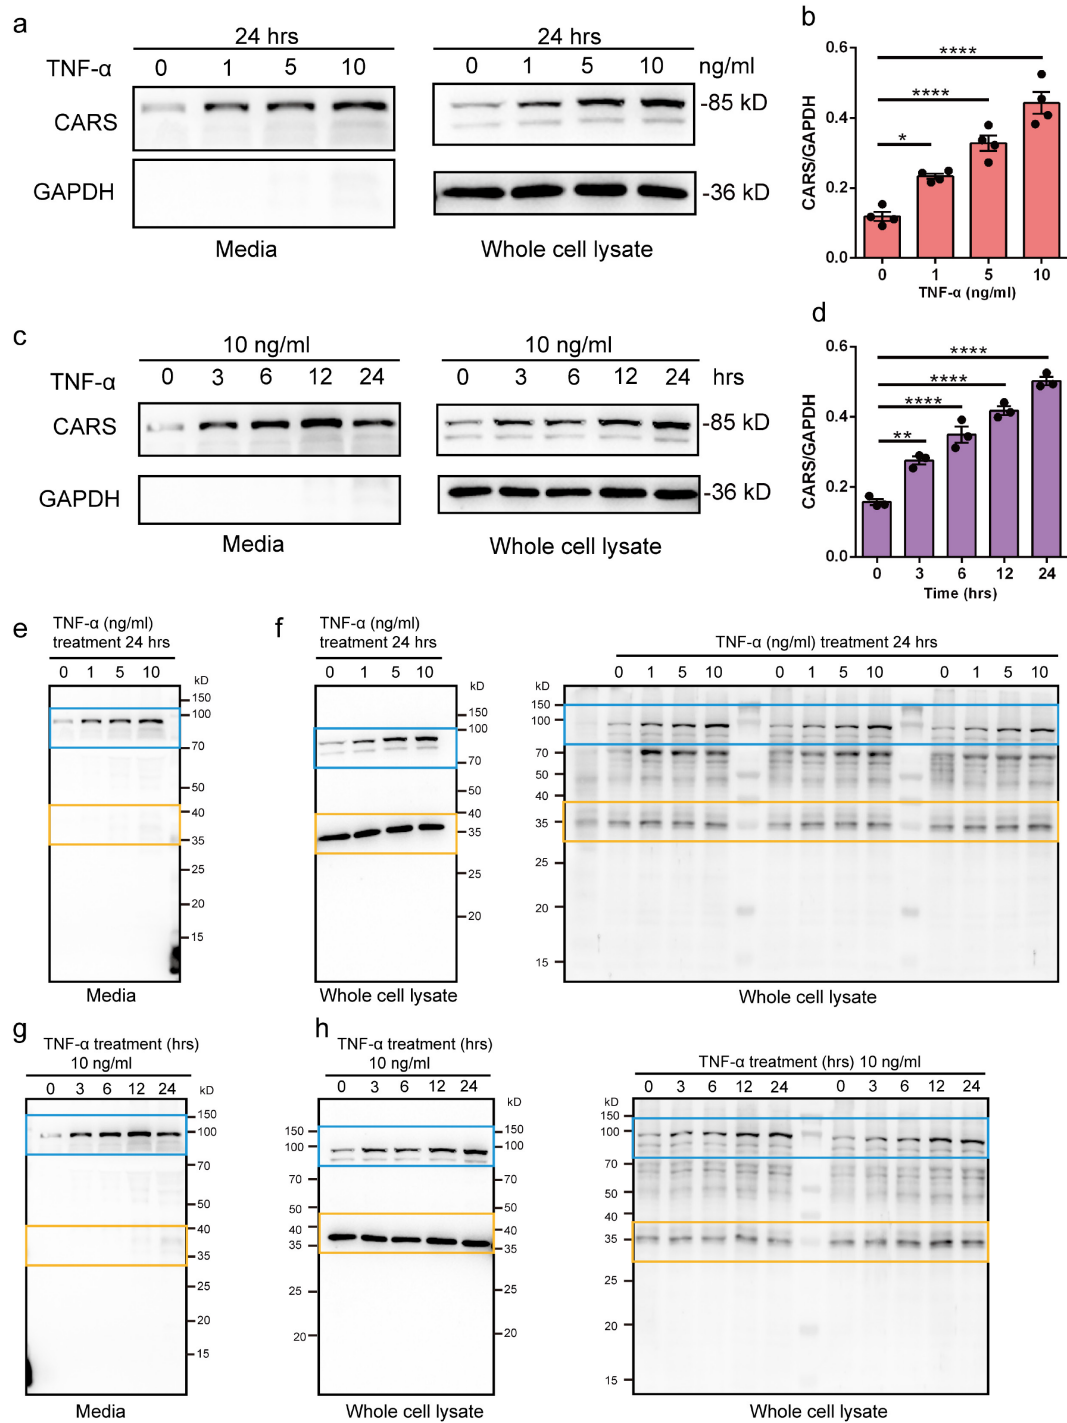 a
24 hrs
24 hrs
TNF-α 0 1 5 10
0 1 5 10 ng/ml
CARS
-85 kD
GAPDH
-36 kD
Media
Whole cell lysate
b
CARS/GAPDH
0.6
0.4
0.2
0.0
****
****
*
0 1 5 10
TNF-α (ng/ml)
c
10 ng/ml
10 ng/ml
TNF-α 0 3 6 12 24
0 3 6 12 24 hrs
CARS
-85 kD
GAPDH
-36 kD
Media
Whole cell lysate
d
CARS/GAPDH
0.6
0.4
0.2
0.0
****
****
****
**
0 3 6 12 24
Time (hrs)
e
TNF-α (ng/ml)
treatment 24 hrs
0 1 5 10
kD
150
100
70
50
40
35
25
20
15
Media
f
TNF-α (ng/ml)
treatment 24 hrs
0 1 5 10
kD
150
100
70
50
40
35
25
20
Whole cell lysate
TNF-α (ng/ml) treatment 24 hrs
0 1 5 10 0 1 5 10 0 1 5 10
kD
150
100
70
50
40
35
25
20
15
Whole cell lysate
g
TNF-α treatment (hrs)
10 ng/ml
0 3 6 12 24
kD
150
100
70
50
40
35
25
20
15
Media
h
TNF-α treatment (hrs)
10 ng/ml
0 3 6 12 24
kD
150 150
100 100
70 70
50 50
40 40
35 35
25 25
20 20
Whole cell lysate
TNF-α treatment (hrs) 10 ng/ml
0 3 6 12 24 0 3 6 12 24
kD
150
100
70
50
40
35
25
20
15
Whole cell lysate